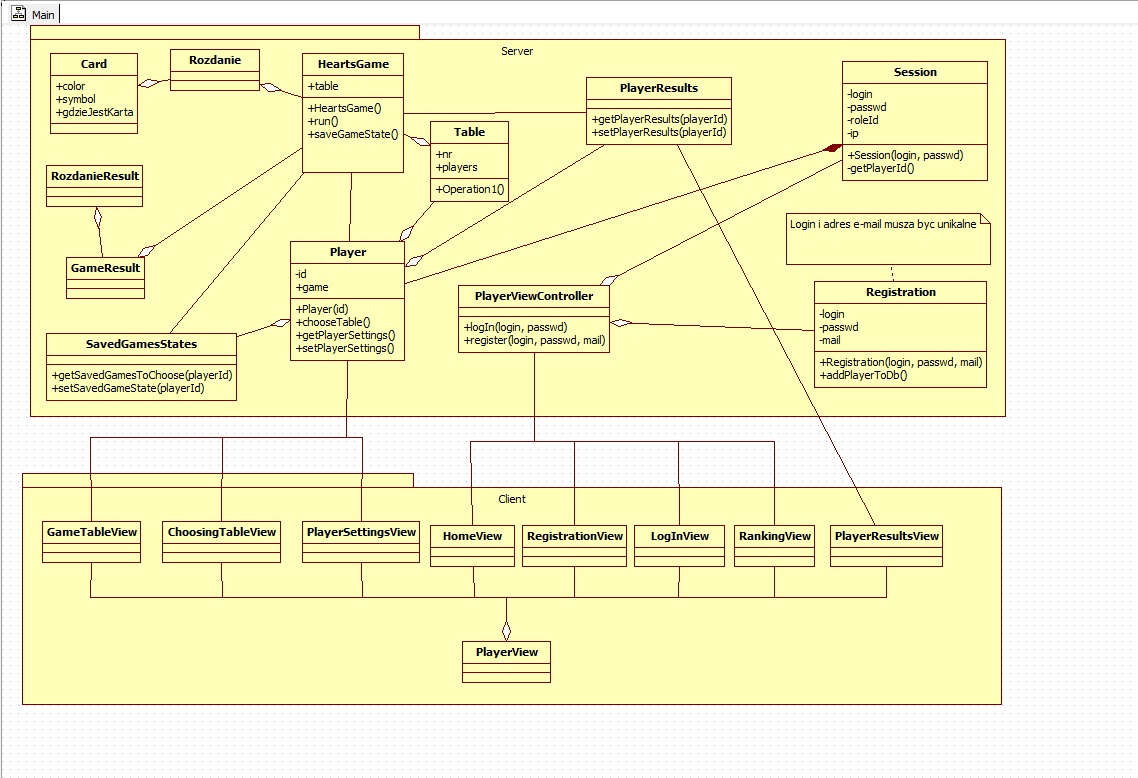 Main
Server
Card
+color
+symbol
+gdzieJestKarta
Rozdanie
HeartsGame
+table
+HeartsGame()
+run()
+saveGameState()
Table
+nr
+players
+Operation1()
PlayerResults
+getPlayerResults(playerId)
+setPlayerResults(playerId)
Session
-login
-passwd
-roleId
-ip
+Session(login, passwd)
-getPlayerId()
RozdanieResult
GameResult
Player
-id
+game
+Player(id)
+chooseTable()
+getPlayerSettings()
+setPlayerSettings()
PlayerViewController
+logIn(login, passwd)
+register(login, passwd, mail)
Login i adres e-mail musza byc unikalne
Registration
-login
-passwd
-mail
+Registration(login, passwd, mail)
+addPlayerToDb()
SavedGamesStates
+getSavedGamesToChoose(playerId)
+setSavedGameState(playerId)
Client
GameTableView
ChoosingTableView
PlayerSettingsView
HomeView
RegistrationView
LogInView
RankingView
PlayerResultsView
PlayerView